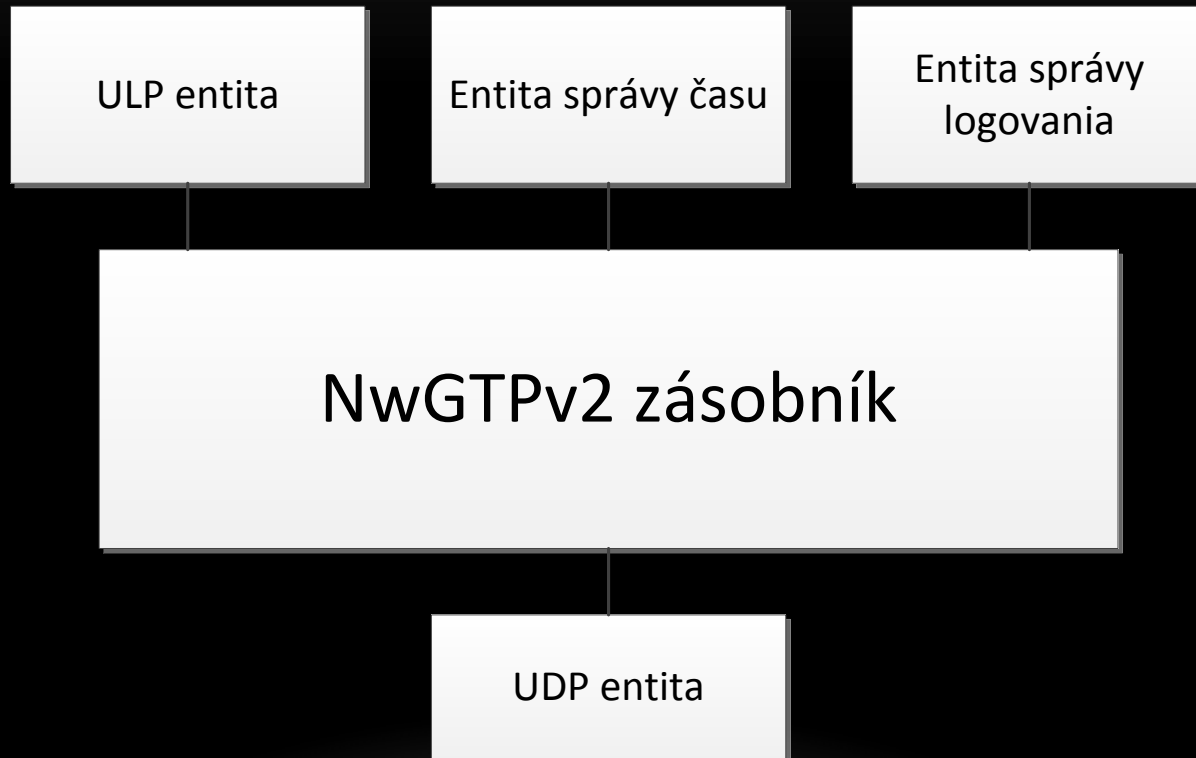 ULP entita
Entita správy času
Entita správy
logovania
NwGTPv2 zásobník
UDP entita